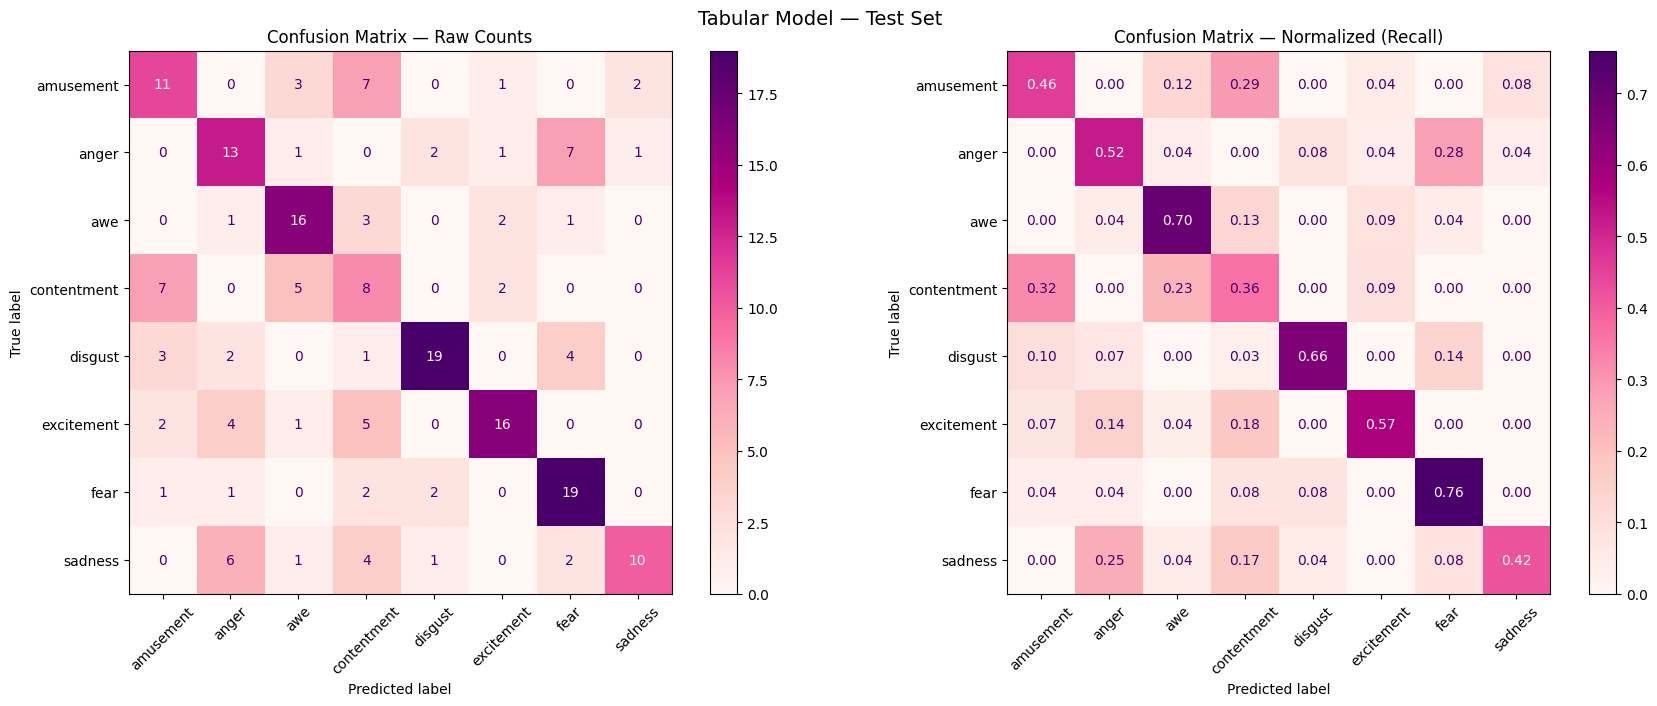 Tabular Model — Test Set
Confusion Matrix — Raw Counts
True label
amusement 11 0 3 7 0 1 0 2
anger 0 13 1 0 2 1 7 1
awe 0 1 16 3 0 2 1 0
contentment 7 0 5 8 0 2 0 0
disgust 3 2 0 1 19 0 4 0
excitement 2 4 1 5 0 16 0 0
fear 1 1 0 2 2 0 19 0
sadness 0 6 1 4 1 0 2 10
amusement anger awe contentment disgust excitement fear sadness
Predicted label
17.5
15.0
12.5
10.0
7.5
5.0
2.5
0.0
Confusion Matrix — Normalized (Recall)
True label
amusement 0.46 0.00 0.12 0.29 0.00 0.04 0.00 0.08
anger 0.00 0.52 0.04 0.00 0.08 0.04 0.28 0.04
awe 0.00 0.04 0.70 0.13 0.00 0.09 0.04 0.00
contentment 0.32 0.00 0.23 0.36 0.00 0.09 0.00 0.00
disgust 0.10 0.07 0.00 0.03 0.66 0.00 0.14 0.00
excitement 0.07 0.14 0.04 0.18 0.00 0.57 0.00 0.00
fear 0.04 0.04 0.00 0.08 0.08 0.00 0.76 0.00
sadness 0.00 0.25 0.04 0.17 0.04 0.00 0.08 0.42
amusement anger awe contentment disgust excitement fear sadness
Predicted label
0.7
0.6
0.5
0.4
0.3
0.2
0.1
0.0